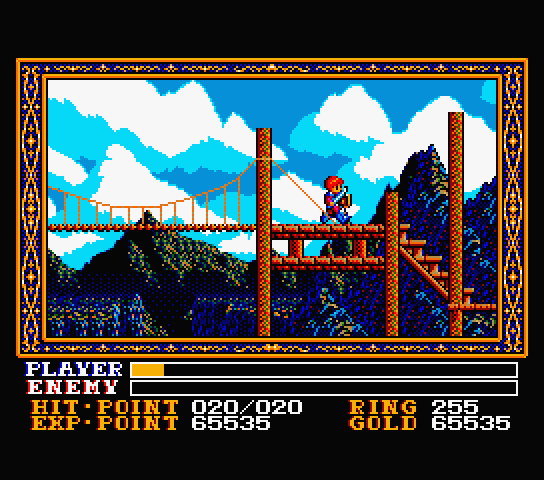 PLAYER
ENEMY
HIT·POINT 020/020 RING 255
EXP·POINT 65535 GOLD 65535